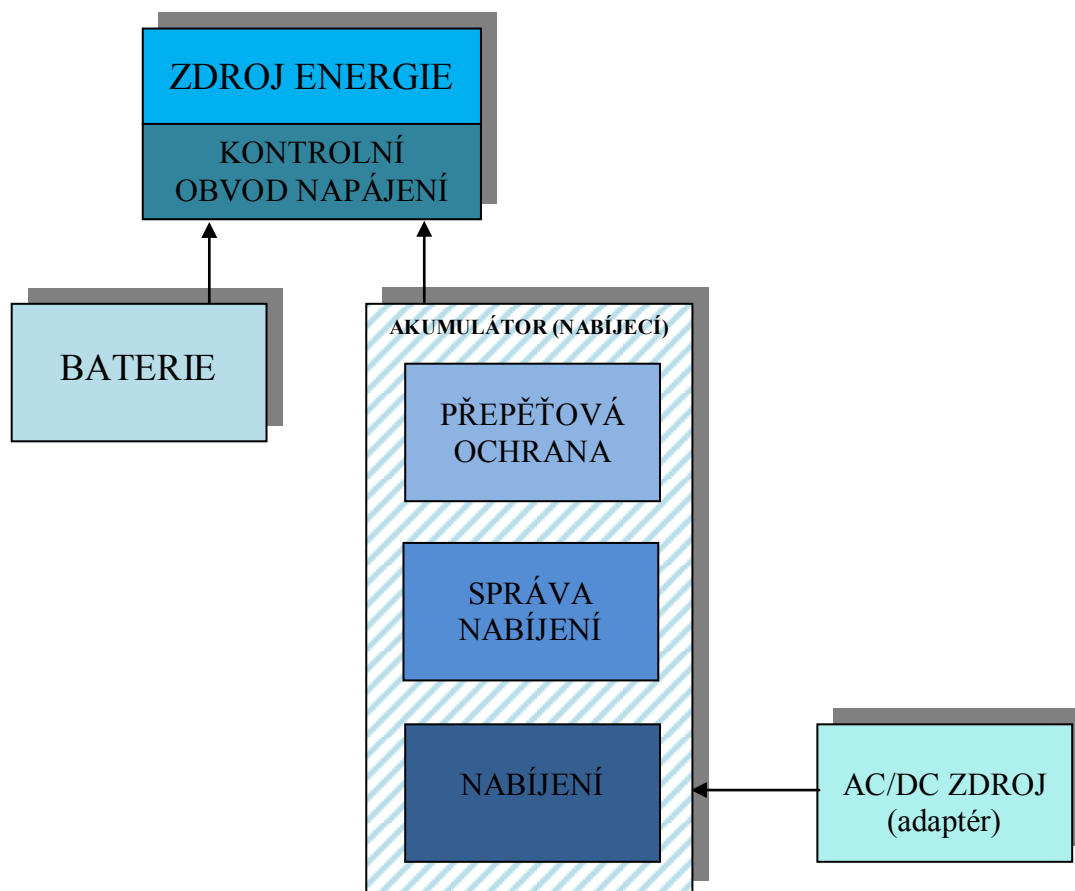 ZDROJ ENERGIE
KONTROLNÍ
OBVOD NAPÁJENÍ
BATERIE
AKUMULÁTOR (NABÍJECÍ)
PŘEPĚŤOVÁ
OCHRANA
SPRÁVA
NABÍJENÍ
NABÍJENÍ
AC/DC ZDROJ
(adaptér)